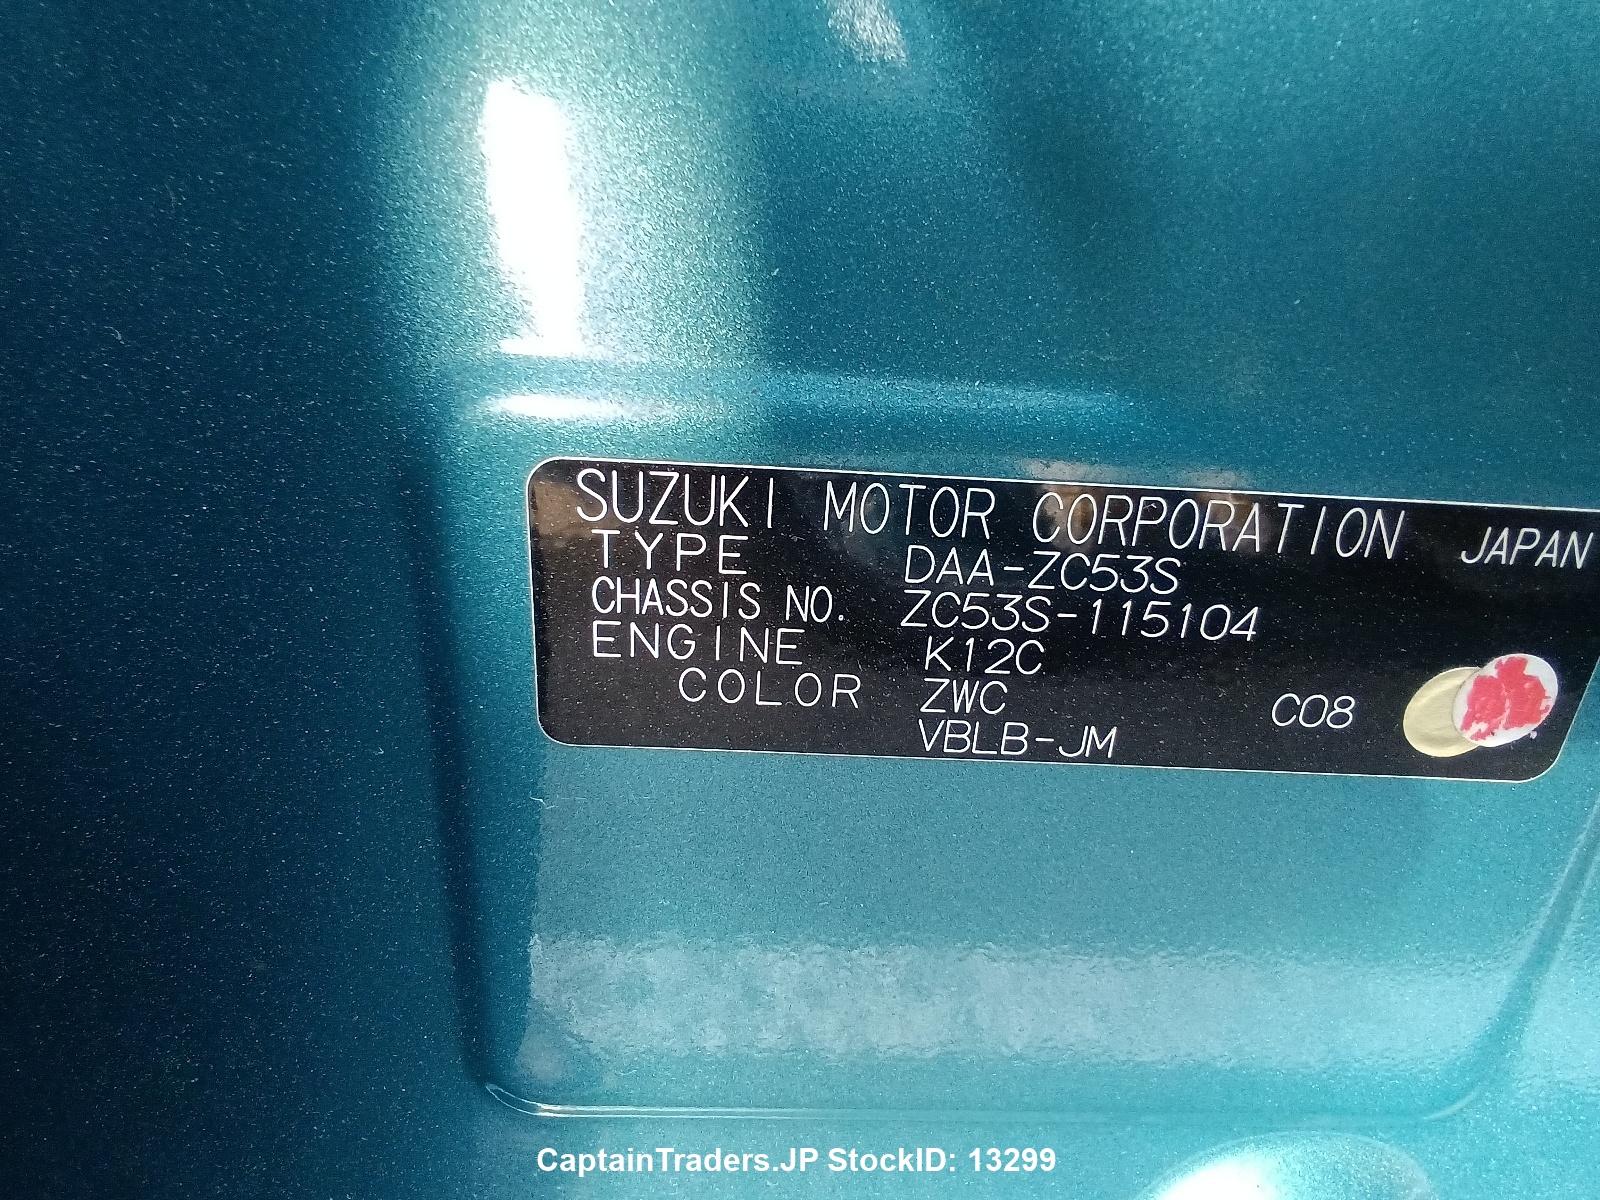 SUZUKI MOTOR CORPORATION JAPAN
TYPE DAA-ZC53S
CHASSIS NO. ZC53S-115104
ENGINE K12C
COLOR ZWC C08
VBLB-JM
CaptainTraders.JP StockID: 13299